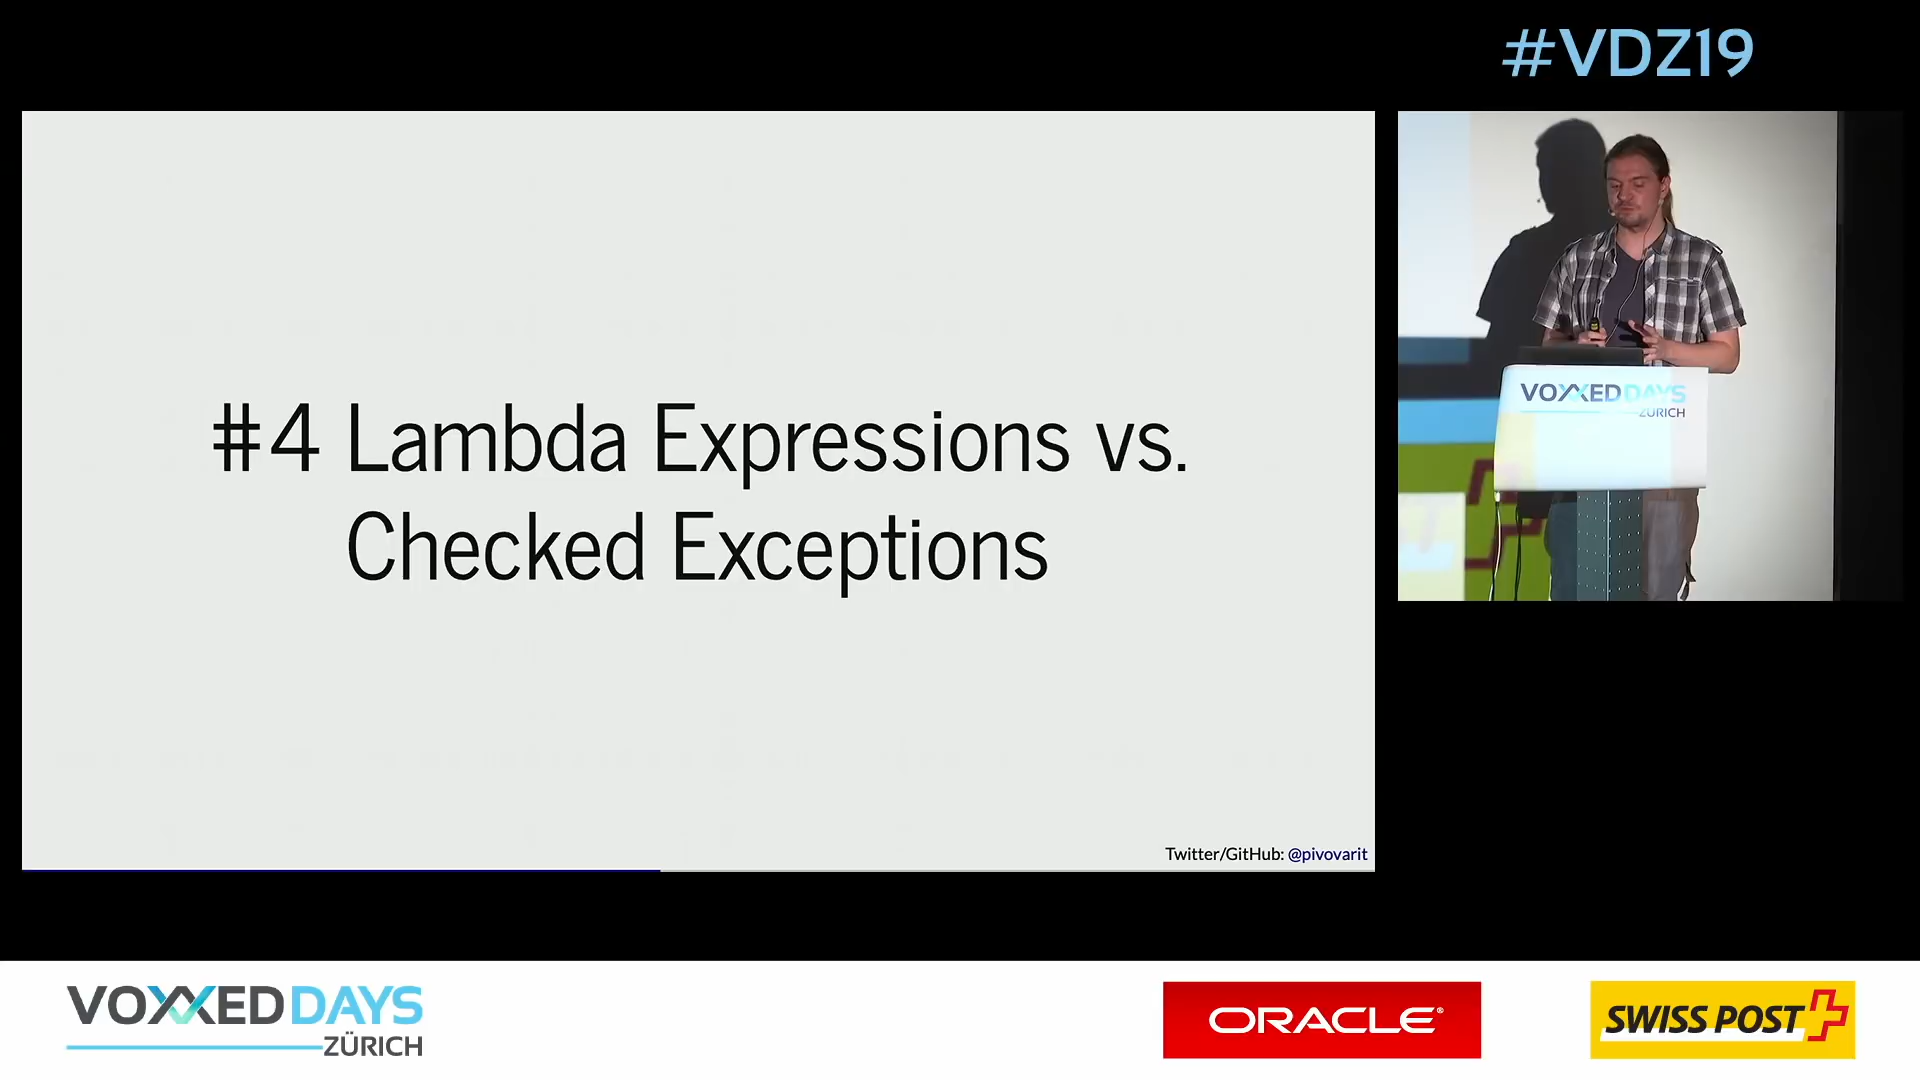 #VDZ19
#4 Lambda Expressions vs.
Checked Exceptions
Twitter/GitHub: @pivovarit
VOXXED DAYS
ZÜRICH
VOXXED DAYS
ZÜRICH
ORACLE®
SWISS POST